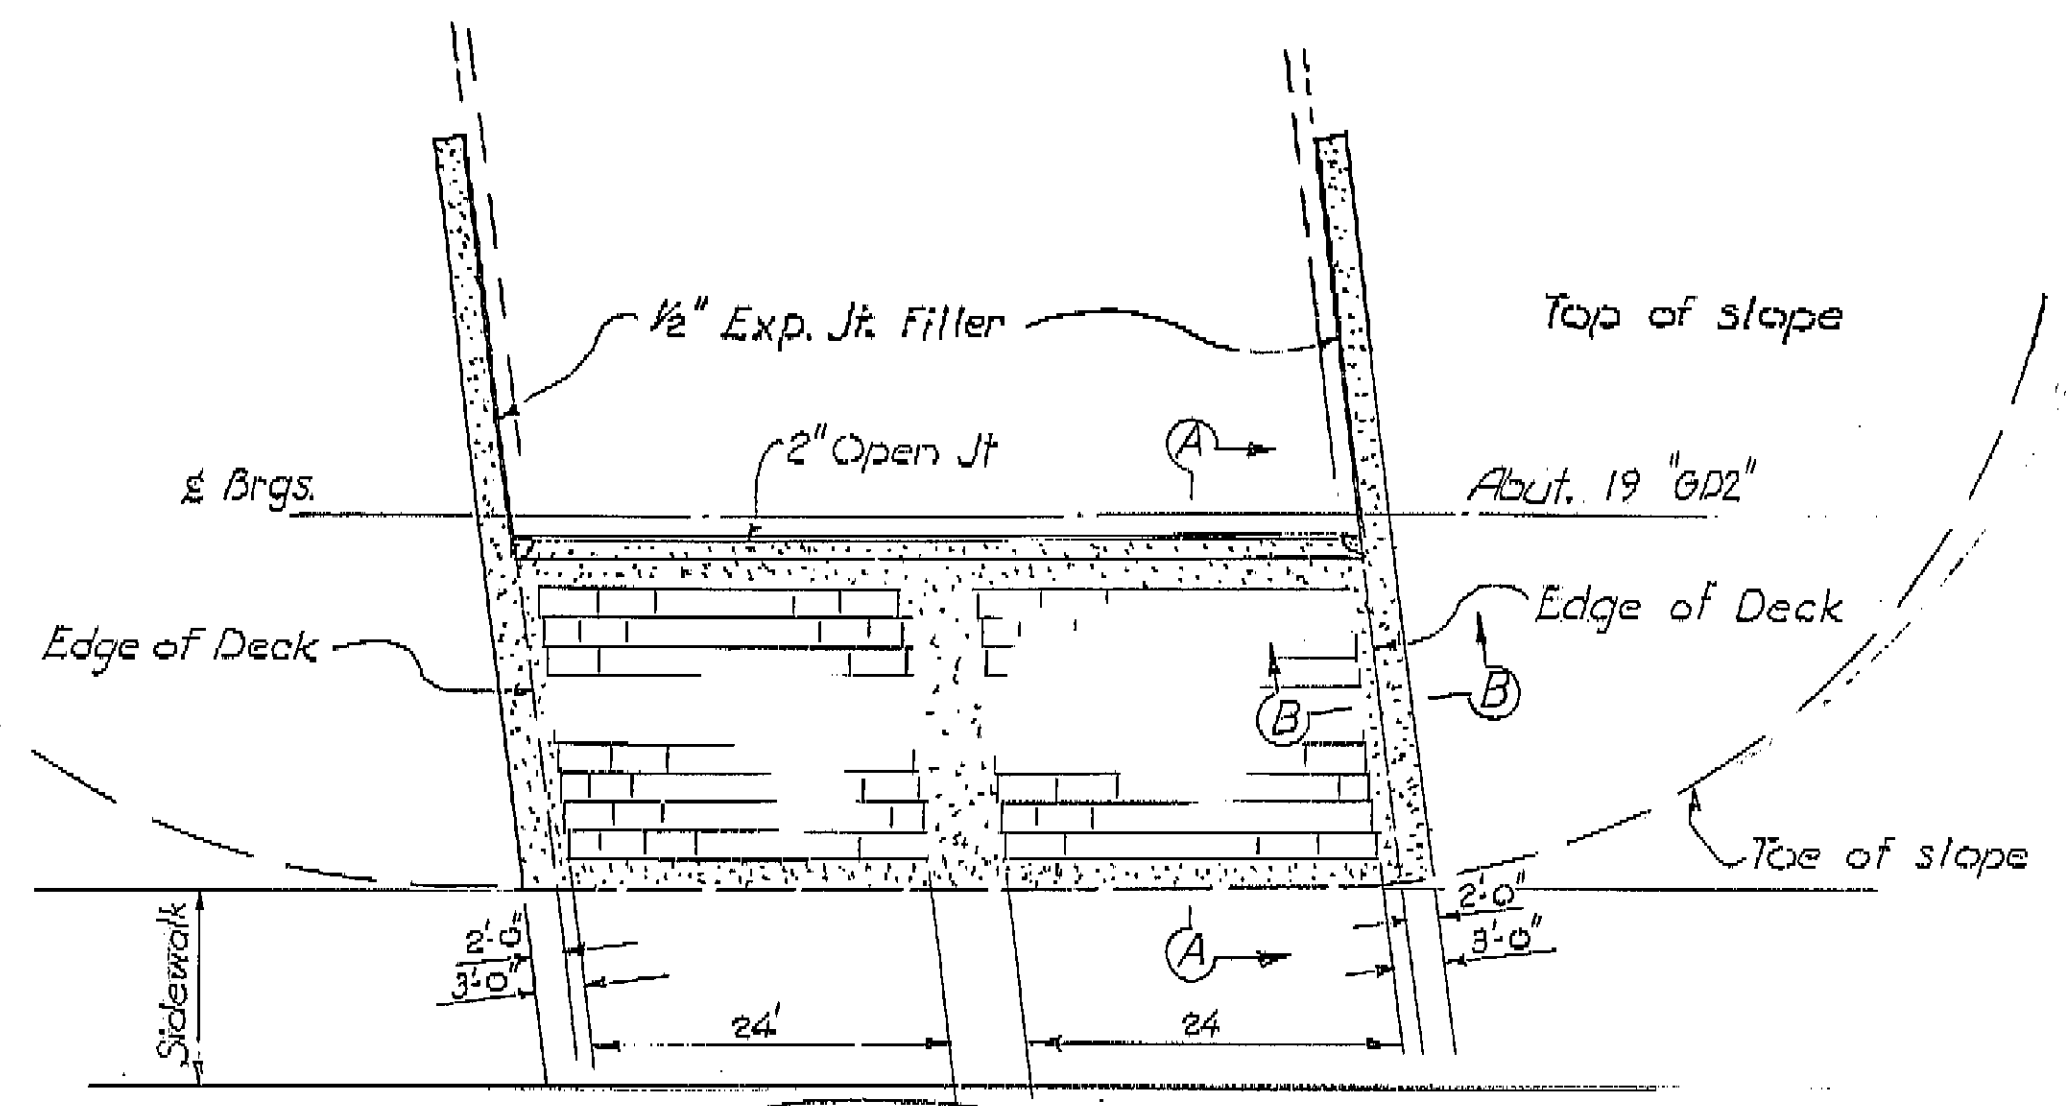 ½" Exp. Jt. Filler
Top of slope
2" Open Jt
A
℄ Brgs.
Abut. 19 "GD2"
Edge of Deck
Edge of Deck
B
B
Toe of slope
Sidewalk
2'-0"
3'-0"
A
2'-0"
3'-0"
24'
24